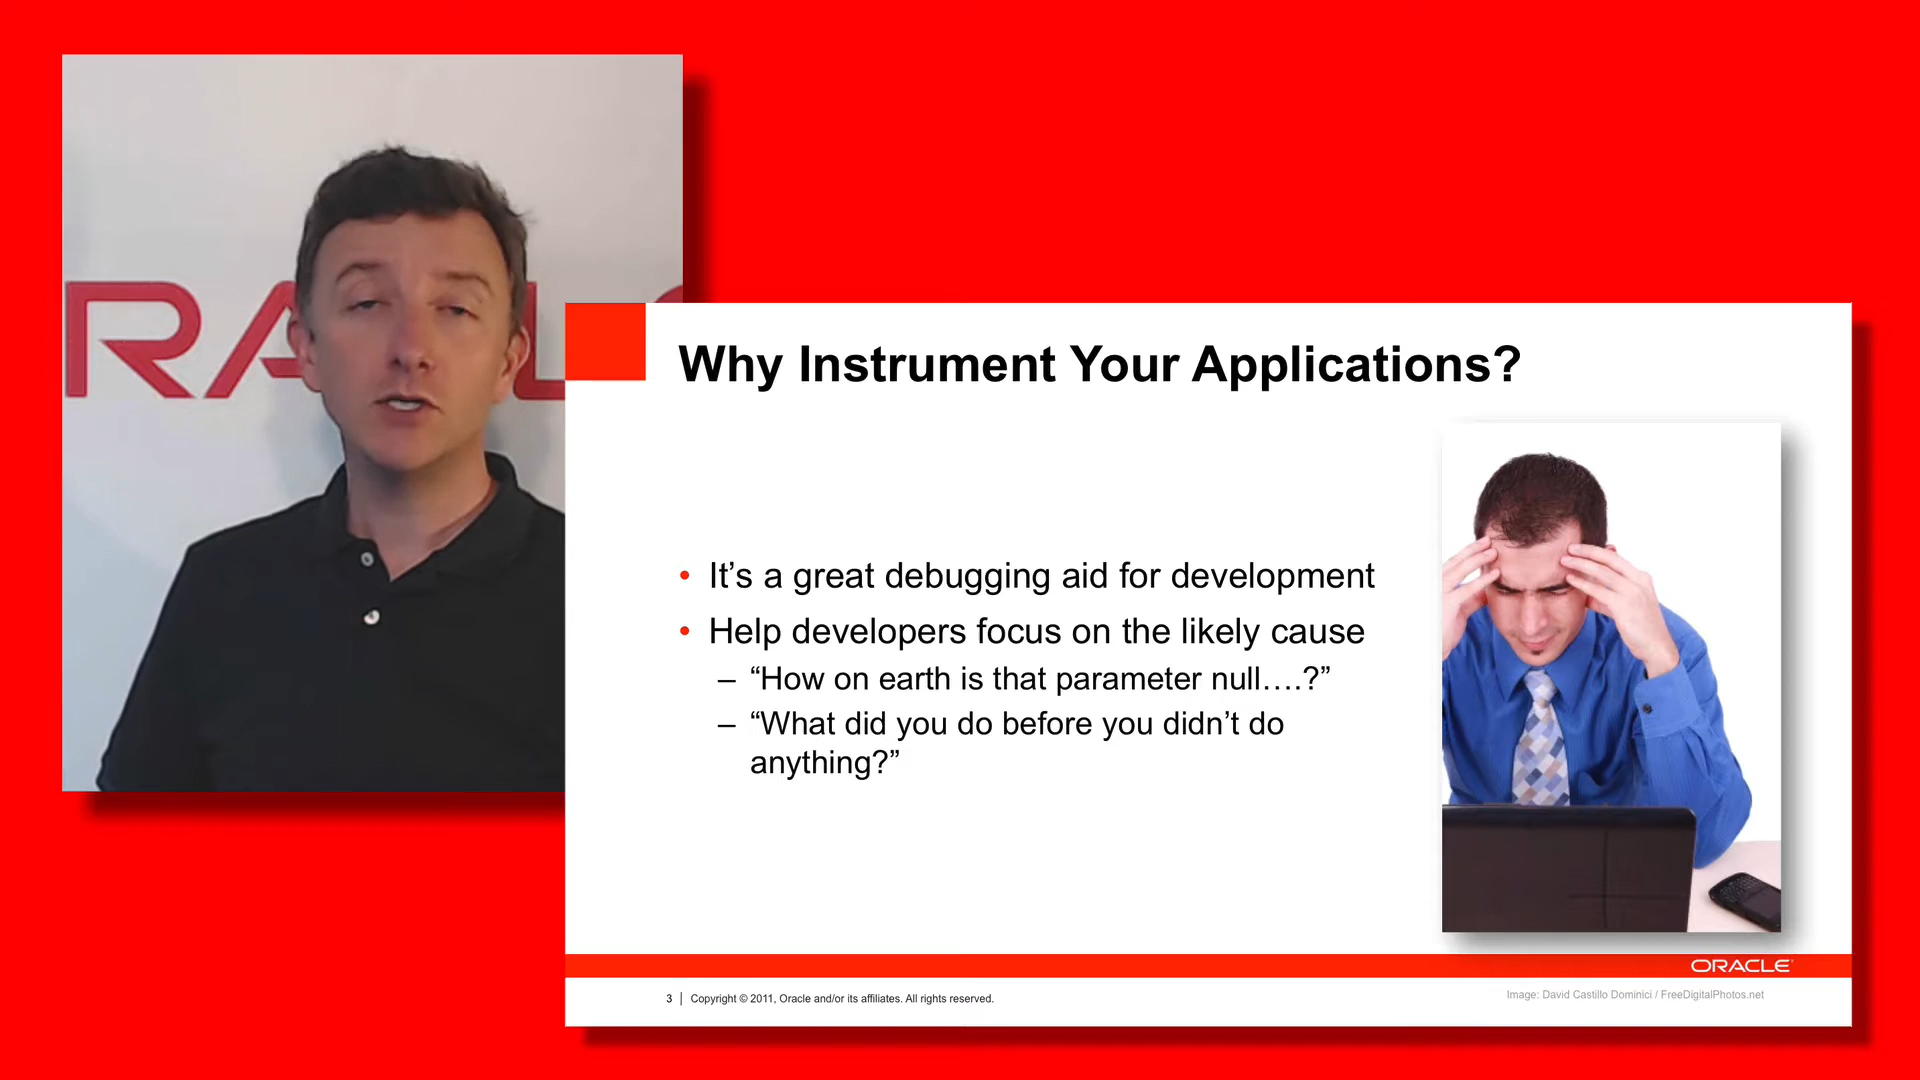 RACL
Why Instrument Your Applications?
• It’s a great debugging aid for development
• Help developers focus on the likely cause
– “How on earth is that parameter null….?”
– “What did you do before you didn’t do
anything?”
ORACLE
3 | Copyright © 2011, Oracle and/or its affiliates. All rights reserved.
Image: David Castillo Dominici / FreeDigitalPhotos.net